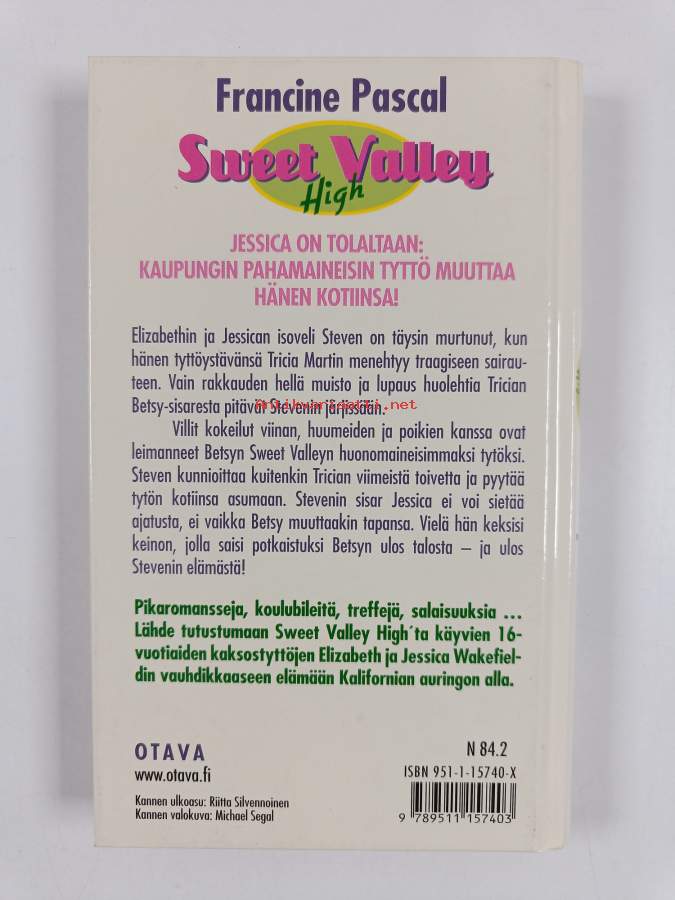 Francine Pascal
Sweet Valley
High
JESSICA ON TOLALTAAN:
KAUPUNGIN PAHAMAINEISIN TYTTÖ MUUTTAA
HÄNEN KOTIINSA!
Elizabethin ja Jessican isoveli Steven on täysin murtunut, kun
hänen tyttöystävänsä Tricia Martin menehtyy traagiseen sairau-
teen. Vain rakkauden hellä muisto ja lupaus huolehtia Trician
Betsy-sisaresta pitävät Stevenin järjissään.
antikvariaatti.net
Villit kokeilut viinan, huumeiden ja poikien kanssa ovat
leimanneet Betsyn Sweet Valleyn huonomaineisimmaksi tytöksi.
Steven kunnioittaa kuitenkin Trician viimeistä toivetta ja pyytää
tytön kotiinsa asumaan. Stevenin sisar Jessica ei voi sietää
ajatusta, ei vaikka Betsy muuttaakin tapansa. Vielä hän keksisi
keinon, jolla saisi potkaistuksi Betsyn ulos talosta – ja ulos
Stevenin elämästä!
Pikaromansseja, koulubileitä, treffejä, salaisuuksia ...
Lähde tutustumaan Sweet Valley High´ta käyvien 16-
vuotiaiden kaksostyttöjen Elizabeth ja Jessica Wakefiel-
din vauhdikkaaseen elämään Kalifornian auringon alla.
OTAVA
www.otava.fi
Kannen ulkoasu: Riitta Silvennoinen
Kannen valokuva: Michael Segal
N 84.2
ISBN 951-1-15740-X
9 789511 157403